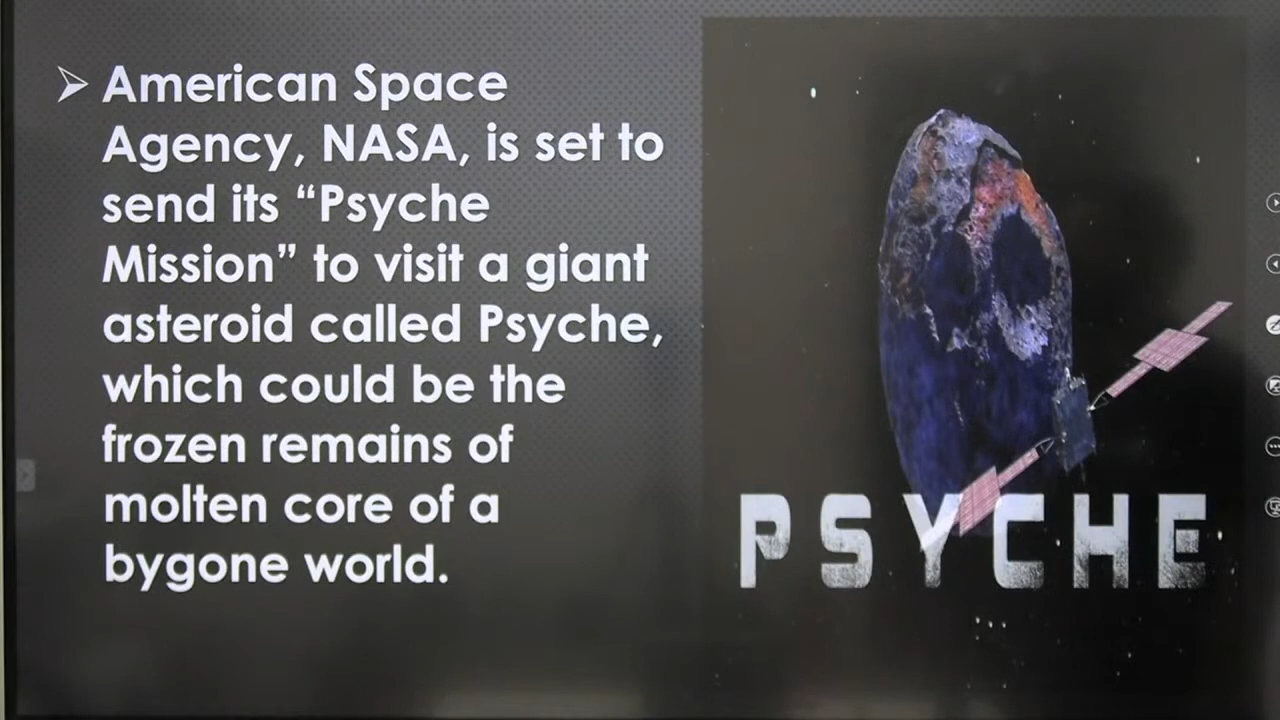 American Space
Agency, NASA, is set to
send its “Psyche
Mission” to visit a giant
asteroid called Psyche,
which could be the
frozen remains of
molten core of a
bygone world.
PSYCHE